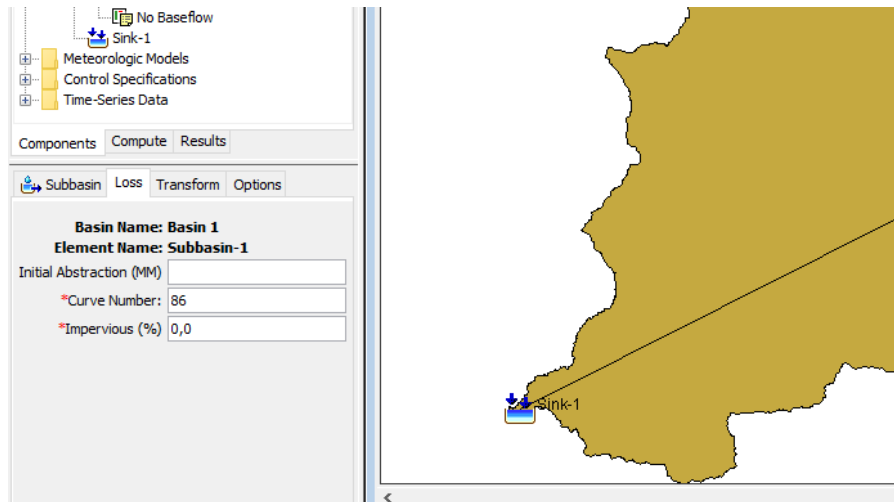 No Baseflow
Sink-1
Meteorologic Models
Control Specifications
Time-Series Data
Components Compute Results
Subbasin Loss Transform Options
Basin Name: Basin 1
Element Name: Subbasin-1
Initial Abstraction (MM)
*Curve Number: 86
*Impervious (%) 0,0
Sink-1